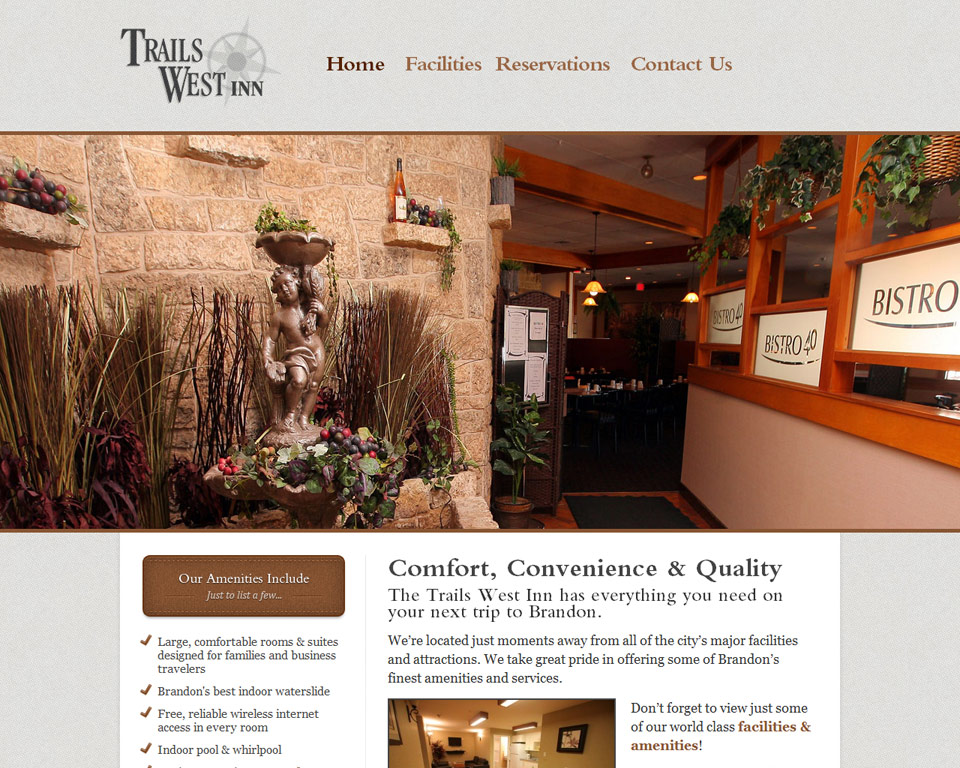 TRAILS
WEST INN
Home Facilities Reservations Contact Us
BISTRO 40
BISTRO 40
BISTRO
Our Amenities Include
Just to list a few...
Large, comfortable rooms & suites
designed for families and business
travelers
Brandon's best indoor waterslide
Free, reliable wireless internet
access in every room
Indoor pool & whirlpool
Comfort, Convenience & Quality
The Trails West Inn has everything you need on
your next trip to Brandon.
We're located just moments away from all of the city's major facilities
and attractions. We take great pride in offering some of Brandon's
finest amenities and services.
Don't forget to view just some
of our world class facilities &
amenities!